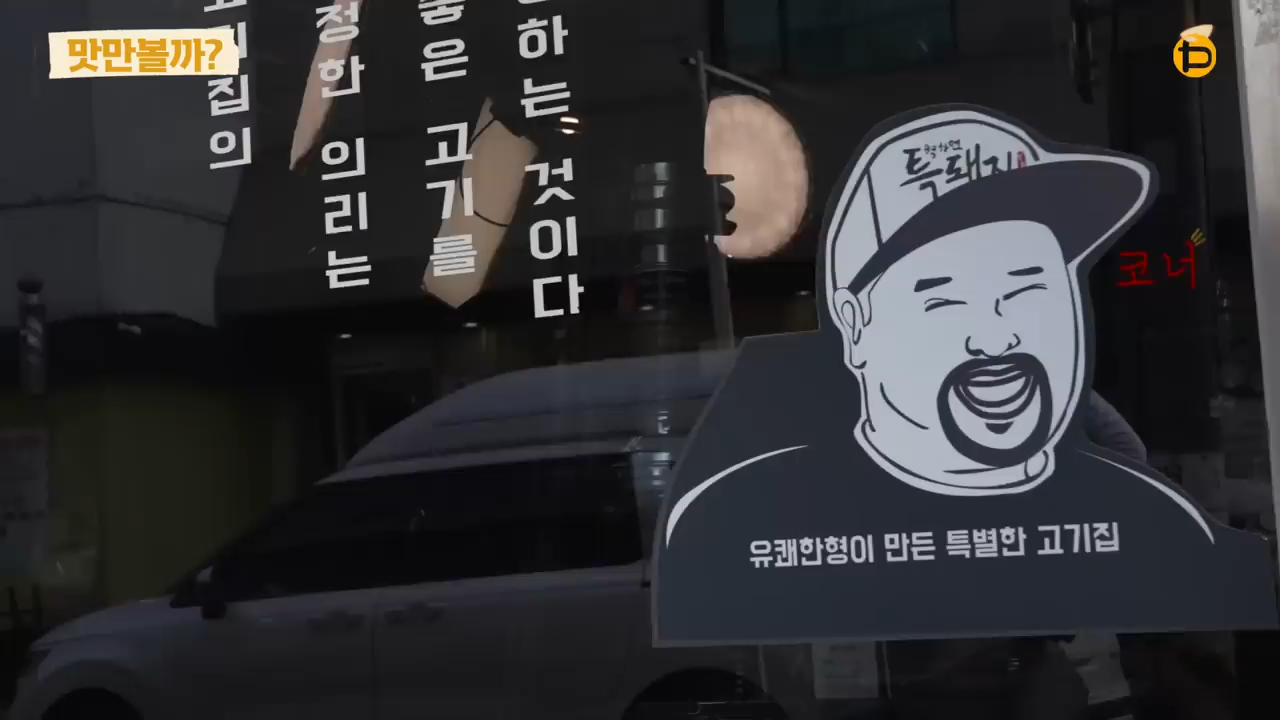 맛만볼까?
집의
정한 의리는
은 고기를
하는 것이다
특돼지
코너
유쾌한형이 만든 특별한 고기집